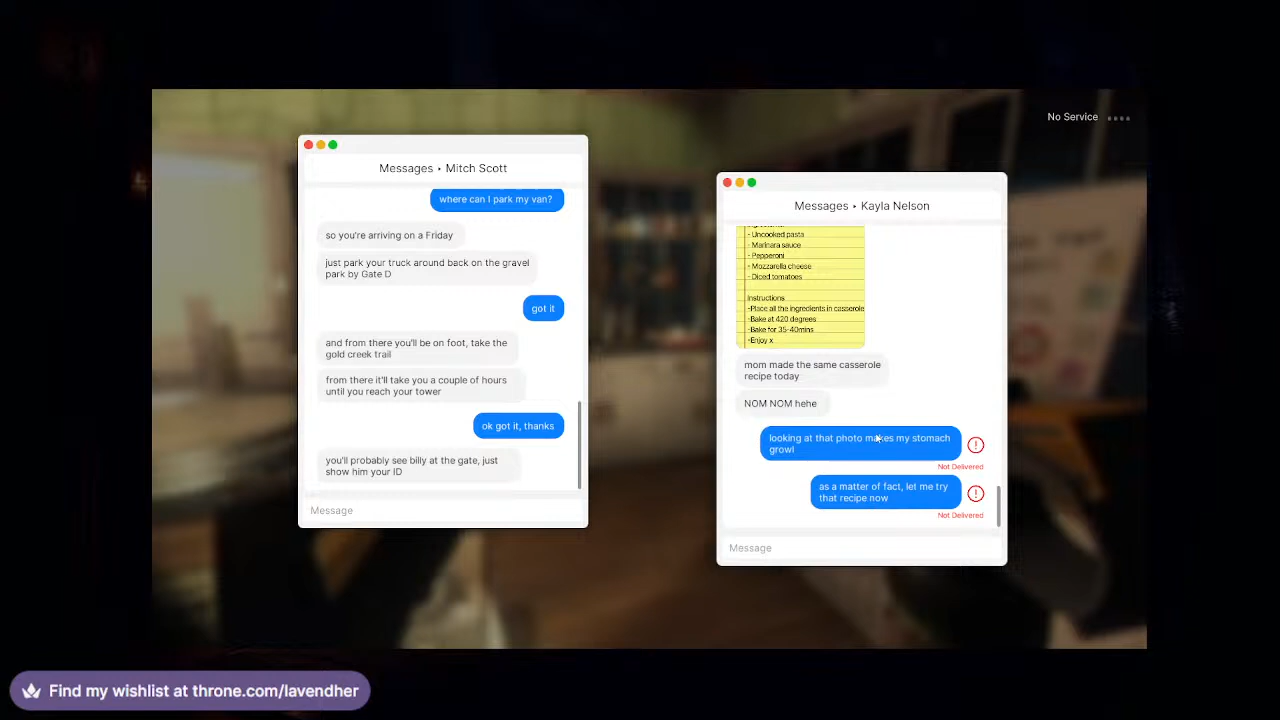 No Service
Messages • Mitch Scott
where can I park my van?
so you're arriving on a Friday
just park your truck around back on the gravel
park by Gate D
got it
and from there you'll be on foot, take the
gold creek trail
from there it'll take you a couple of hours
until you reach your tower
ok got it, thanks
you'll probably see billy at the gate, just
show him your ID
Message
Messages • Kayla Nelson
- Uncooked pasta
- Marinara sauce
- Pepperoni
- Mozzarella cheese
- Diced tomatoes
Instructions
-Place all the ingredients in casserole
-Bake at 420 degrees
-Bake for 35-40mins
-Enjoy x
mom made the same casserole
recipe today
NOM NOM hehe
looking at that photo makes my stomach
growl
Not Delivered
as a matter of fact, let me try
that recipe now
Not Delivered
Message
Find my wishlist at throne.com/lavendher